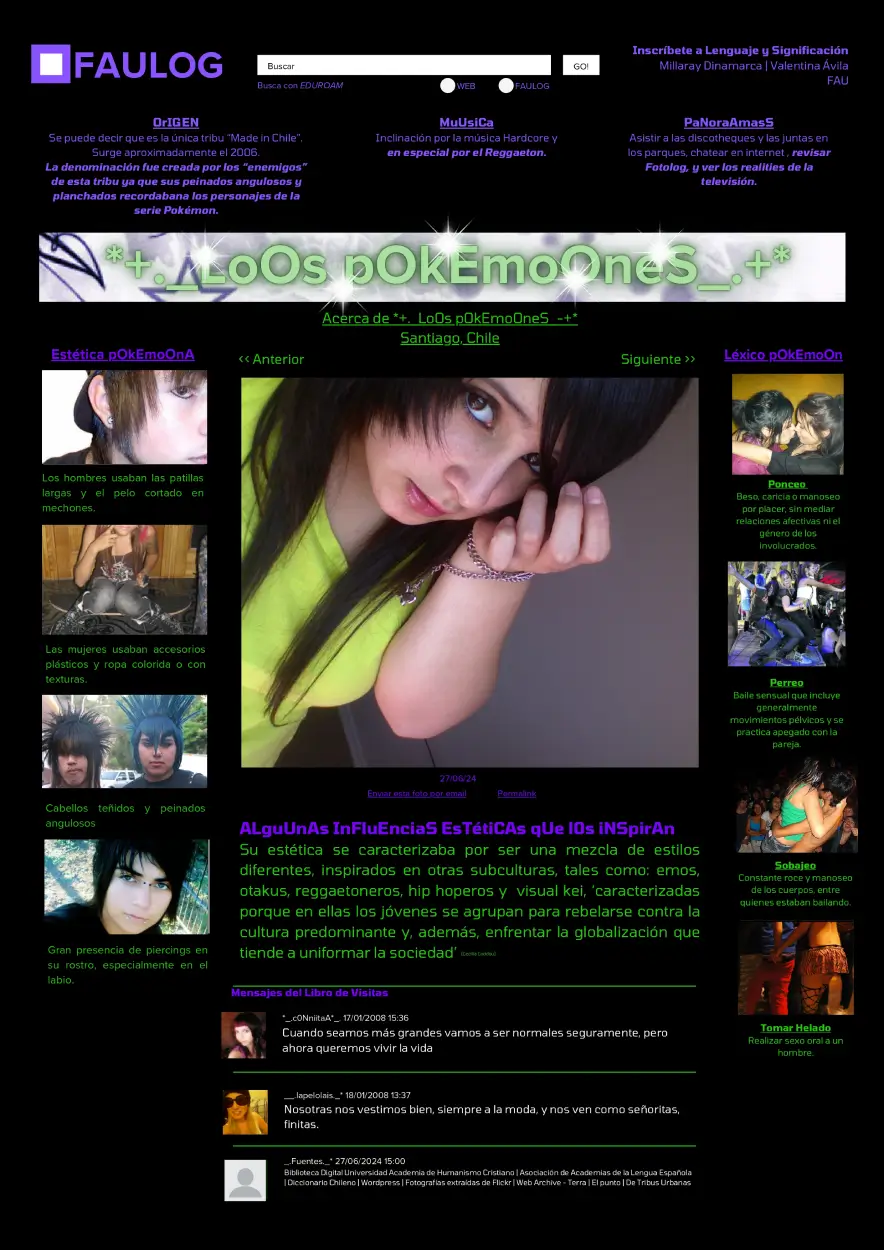 FAULOG
Buscar
GO!
Busca con EDUROAM
WEB
FAULOG
Inscríbete a Lenguaje y Significación
Millaray Dinamarca | Valentina Ávila
FAU
OrIGEN
Se puede decir que es la única tribu "Made in Chile",
Surge aproximadamente el 2006.
La denominación fue creada por los "enemigos"
de esta tribu ya que sus peinados angulosos y
planchados recordabana los personajes de la
serie Pokémon.
MuUsiCa
Inclinación por la música Hardcore y
en especial por el Reggaeton.
PaNoraAmasS
Asistir a las discotheques y las juntas en
los parques, chatear en internet , revisar
Fotolog, y ver los realities de la
televisión.
*+._LoOs pOkEmoOneS_.+*
Acerca de *+. LoOs pOkEmoOneS -+*
Santiago, Chile
Estética pOkEmoOnA
<< Anterior
Siguiente >>
Léxico pOkEmoOn
Los hombres usaban las patillas
largas y el pelo cortado en
mechones.
Las mujeres usaban accesorios
plásticos y ropa colorida o con
texturas.
Cabellos teñidos y peinados
angulosos
Gran presencia de piercings en
su rostro, especialmente en el
labio.
27/06/24
Enviar esta foto por email
Permalink
ALguUnAs InFluEnciaS EsTétiCAs qUe lOs iNSpirAn
Su estética se caracterizaba por ser una mezcla de estilos
diferentes, inspirados en otras subculturas, tales como: emos,
otakus, reggaetoneros, hip hoperos y visual kei, 'caracterizadas
porque en ellas los jóvenes se agrupan para rebelarse contra la
cultura predominante y, además, enfrentar la globalización que
tiende a uniformar la sociedad'
Mensajes del Libro de Visitas
*_.c0NniitaA*_. 17/01/2008 15:36
Cuando seamos más grandes vamos a ser normales seguramente, pero
ahora queremos vivir la vida
__.lapelolais._* 18/01/2008 13:37
Nosotras nos vestimos bien, siempre a la moda, y nos ven como señoritas,
finitas.
_.Fuentes._* 27/06/2024 15:00
Biblioteca Digital Universidad Academia de Humanismo Cristiano | Asociación de Academias de la Lengua Española
| Diccionario Chileno | Wordpress | Fotografías extraídas de Flickr | Web Archive - Terra | El punto | De Tribus Urbanas
Ponceo
Beso, caricia o manoseo
por placer, sin mediar
relaciones afectivas ni el
género de los
involucrados.
Perreo
Baile sensual que incluye
generalmente
movimientos pélvicos y se
practica apegado con la
pareja.
Sobajeo
Constante roce y manoseo
de los cuerpos, entre
quienes estaban bailando.
Tomar Helado
Realizar sexo oral a un
hombre.